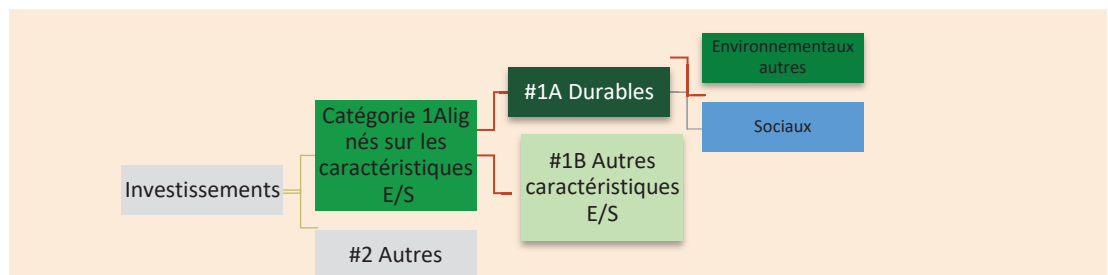 Investissements
Catégorie 1Alig
nés sur les
caractéristiques
E/S
#2 Autres
#1A Durables
#1B Autres
caractéristiques
E/S
Environnementaux
autres
Sociaux